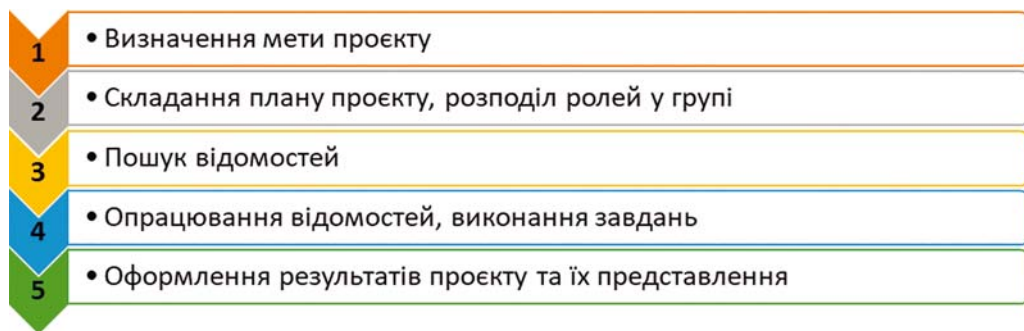 1 • Визначення мети проєкту
2 • Складання плану проєкту, розподіл ролей у групі
3 • Пошук відомостей
4 • Опрацювання відомостей, виконання завдань
5 • Оформлення результатів проєкту та їх представлення